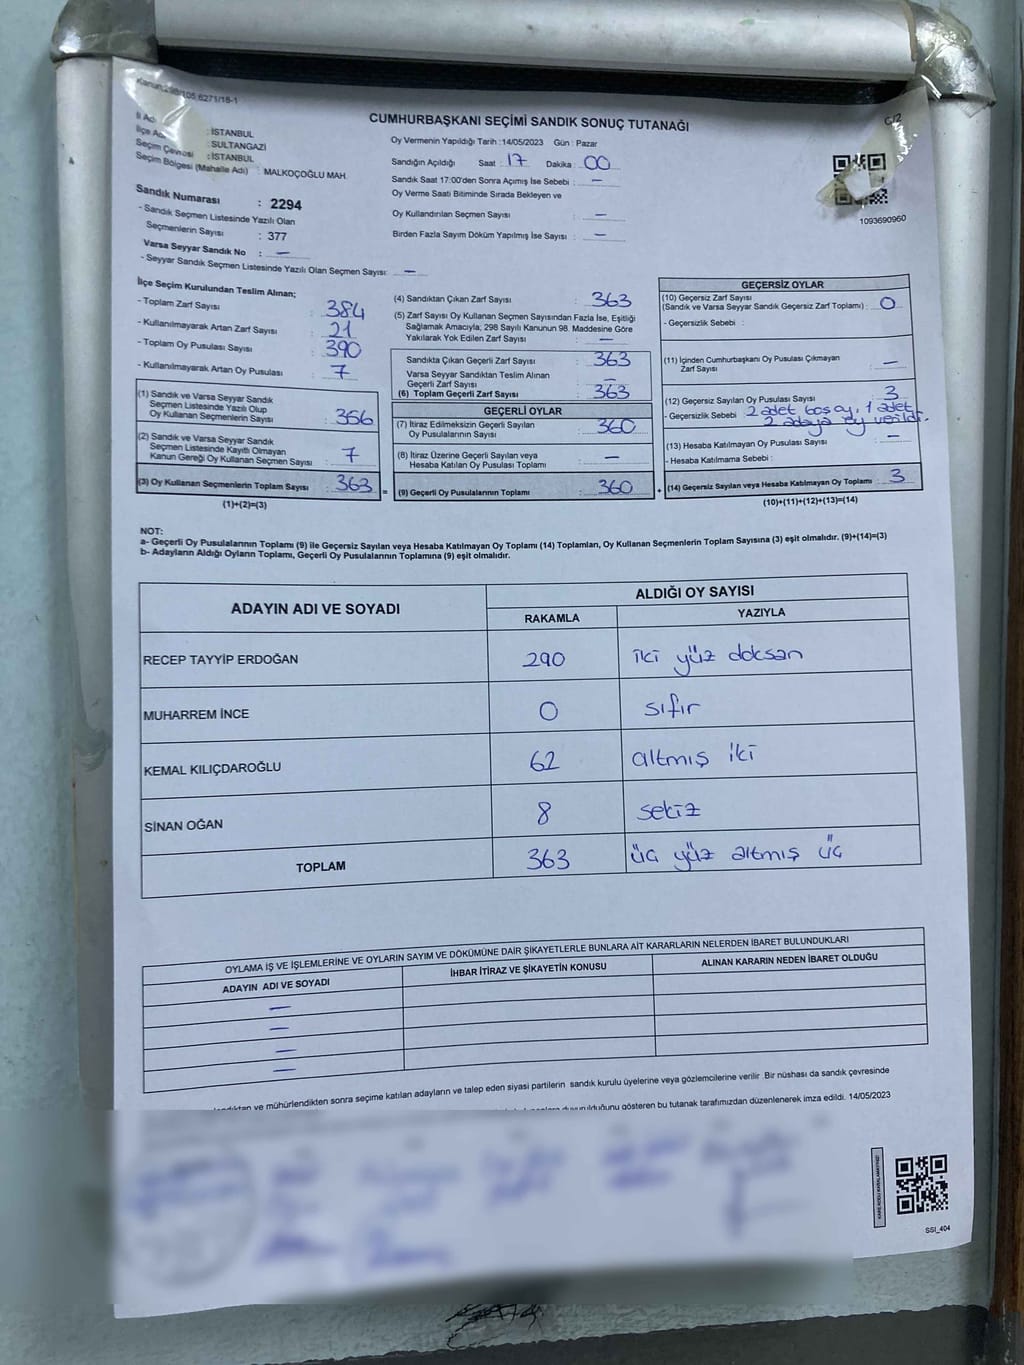 Kanun 298/105,6271/18-1
C/2
CUMHURBAŞKANI SEÇİMİ SANDIK SONUÇ TUTANAĞI
İl Adı : İSTANBUL
İlçe Adı : SULTANGAZİ
Seçim Çevresi : İSTANBUL
Seçim Bölgesi (Mahalle Adı) : MALKOÇOĞLU MAH.
Sandık Numarası : 2294
- Sandık Seçmen Listesinde Yazılı Olan
Seçmenlerin Sayısı : 377
Varsa Seyyar Sandık No : —
- Seyyar Sandık Seçmen Listesinde Yazılı Olan Seçmen Sayısı: —
Oy Vermenin Yapıldığı Tarih :14/05/2023 Gün : Pazar
Sandığın Açıldığı Saat : 17 Dakika : 00
Sandık Saat 17:00'den Sonra Açımış İse Sebebi : —
Oy Verme Saati Bitiminde Sırada Bekleyen ve
Oy Kullandırılan Seçmen Sayısı : —
Birden Fazla Sayım Döküm Yapılmış İse Sayısı : —
1093690960
İlçe Seçim Kurulundan Teslim Alınan;
- Toplam Zarf Sayısı : 384
- Kullanılmayarak Artan Zarf Sayısı : 21
- Toplam Oy Pusulası Sayısı : 390
- Kullanılmayarak Artan Oy Pusulası : 7
(1) Sandık ve Varsa Seyyar Sandık
Seçmen Listesinde Yazılı Olup
Oy Kullanan Seçmenlerin Sayısı : 356
(2) Sandık ve Varsa Seyyar Sandık
Seçmen Listesinde Kayıtlı Olmayan
Kanun Gereği Oy Kullanan Seçmen Sayısı : 7
(3) Oy Kullanan Seçmenlerin Toplam Sayısı : 363 =
(1)+(2)=(3)
(4) Sandıktan Çıkan Zarf Sayısı : 363
(5) Zarf Sayısı Oy Kullanan Seçmen Sayısından Fazla İse, Eşitliği
Sağlamak Amacıyla; 298 Sayılı Kanunun 98. Maddesine Göre
Yakılarak Yok Edilen Zarf Sayısı : —
Sandıkta Çıkan Geçerli Zarf Sayısı : 363
Varsa Seyyar Sandıktan Teslim Alınan
Geçerli Zarf Sayısı : —
(6) Toplam Geçerli Zarf Sayısı : 363
GEÇERLİ OYLAR
(7) İtiraz Edilmeksizin Geçerli Sayılan
Oy Pusulalarının Sayısı : 360
(8) İtiraz Üzerine Geçerli Sayılan veya
Hesaba Katılan Oy Pusulası Toplamı : —
(9) Geçerli Oy Pusulalarının Toplamı : 360 +
GEÇERSİZ OYLAR
(10) Geçersiz Zarf Sayısı
(Sandık ve Varsa Seyyar Sandık Geçersiz Zarf Toplamı) : 0
- Geçersizlik Sebebi :
(11) İçinden Cumhurbaşkanı Oy Pusulası Çıkmayan
Zarf Sayısı : —
(12) Geçersiz Sayılan Oy Pusulası Sayısı : 3
- Geçersizlik Sebebi : 2 adet boş oy, 1 adet
2 adaya oy verildi.
(13) Hesaba Katılmayan Oy Pusulası Sayısı : —
- Hesaba Katılmama Sebebi :
(14) Geçersiz Sayılan veya Hesaba Katılmayan Oy Toplamı : 3
(10)+(11)+(12)+(13)=(14)
NOT:
a- Geçerli Oy Pusulalarının Toplamı (9) ile Geçersiz Sayılan veya Hesaba Katılmayan Oy Toplamı (14) Toplamları, Oy Kullanan Seçmenlerin Toplam Sayısına (3) eşit olmalıdır. (9)+(14)=(3)
b- Adayların Aldığı Oyların Toplamı, Geçerli Oy Pusulalarının Toplamına (9) eşit olmalıdır.
ADAYIN ADI VE SOYADI ALDIĞI OY SAYISI
RAKAMLA YAZIYLA
RECEP TAYYİP ERDOĞAN 290 iki yüz doksan
MUHARREM İNCE 0 sıfır
KEMAL KILIÇDAROĞLU 62 altmış iki
SİNAN OĞAN 8 sekiz
TOPLAM 363 üç yüz altmış üç
OYLAMA İŞ VE İŞLEMLERİNE VE OYLARIN SAYIM VE DÖKÜMÜNE DAİR ŞİKAYETLERLE BUNLARA AİT KARARLARIN NELERDEN İBARET BULUNDUKLARI
ADAYIN ADI VE SOYADI İHBAR İTİRAZ VE ŞİKAYETİN KONUSU ALINAN KARARIN NEDEN İBARET OLDUĞU
—
—
—
—
ve mühürlendikten sonra seçime katılan adayların ve talep eden siyasi partilerin sandık kurulu üyelerine veya gözlemcilerine verilir .Bir nüshası da sandık çevresinde
duyurulduğunu gösteren bu tutanak tarafımızdan düzenlenerek imza edildi. 14/05/2023
SSI_404